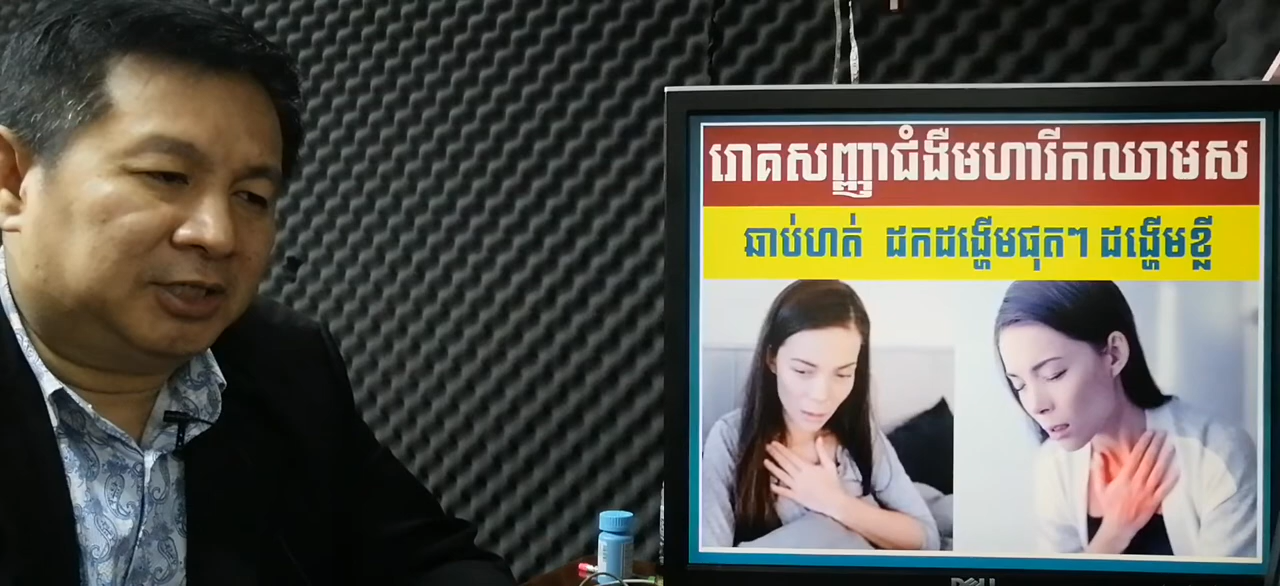 រោគសញ្ញាជំងឺមហារីកឈាមស
ឆាប់ហត់ ដកដង្ហើមផុតៗ ដង្ហើមខ្លី